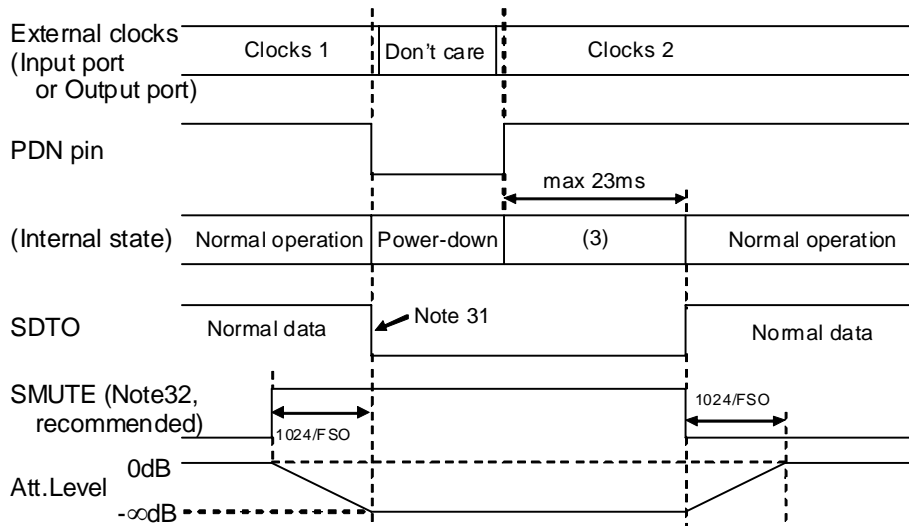 External clocks
(Input port
or Output port)
Clocks 1
Don't care
Clocks 2
PDN pin
max 23ms
(Internal state)
Normal operation
Power-down
(3)
Normal operation
SDTO
Normal data
Note 31
Normal data
SMUTE (Note32,
recommended)
1024/FSO
1024/FSO
Att.Level
0dB
-∞dB